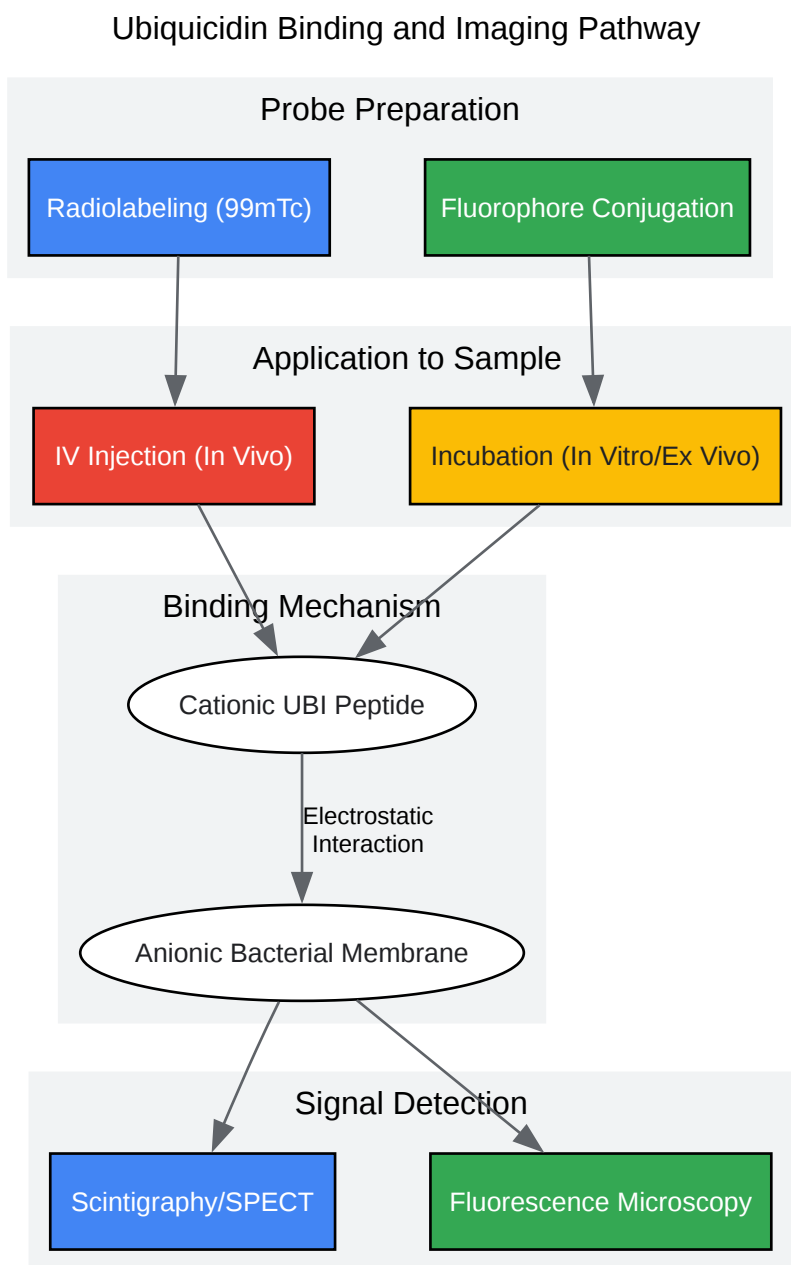 Ubiquicidin Binding and Imaging Pathway
Probe Preparation
Radiolabeling (99mTc)
Fluorophore Conjugation
Application to Sample
IV Injection (In Vivo)
Incubation (In Vitro/Ex Vivo)
Binding Mechanism
Cationic UBI Peptide
Electrostatic
Interaction
Anionic Bacterial Membrane
Signal Detection
Scintigraphy/SPECT
Fluorescence Microscopy